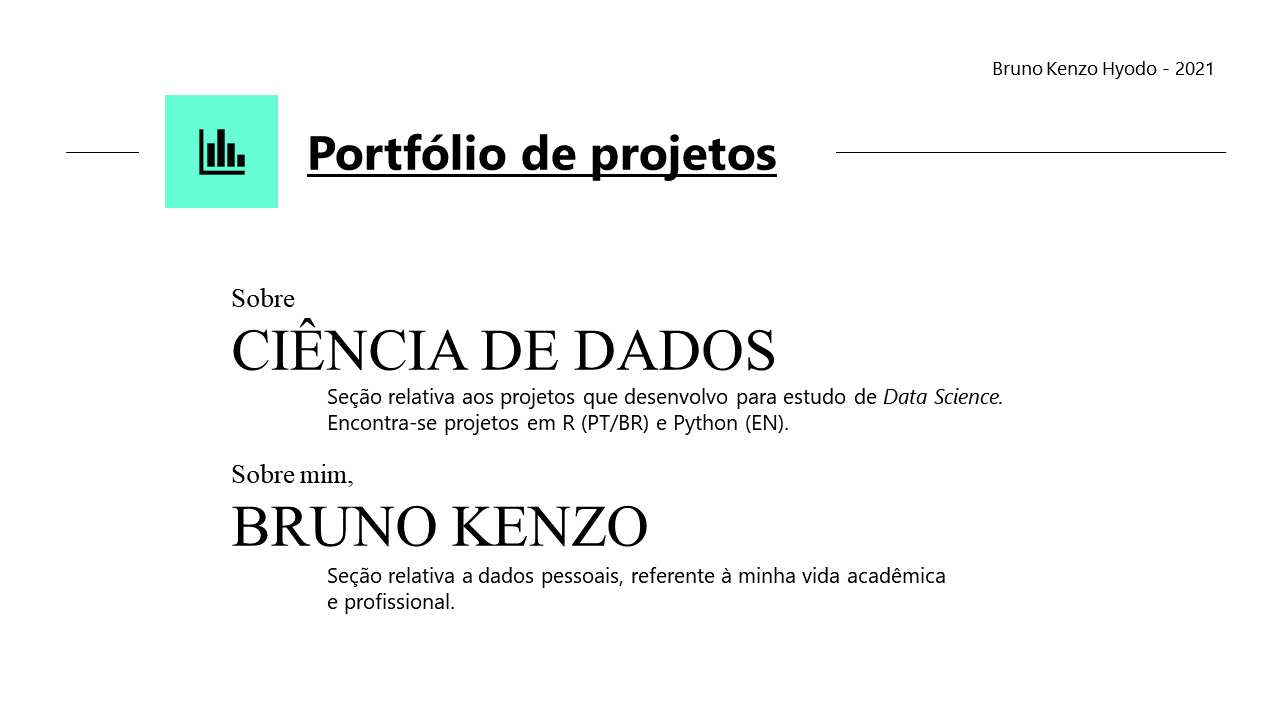 Bruno Kenzo Hyodo - 2021
Portfólio de projetos
Sobre
CIÊNCIA DE DADOS
Seção relativa aos projetos que desenvolvo para estudo de Data Science.
Encontra-se projetos em R (PT/BR) e Python (EN).
Sobre mim,
BRUNO KENZO
Seção relativa a dados pessoais, referente à minha vida acadêmica
e profissional.